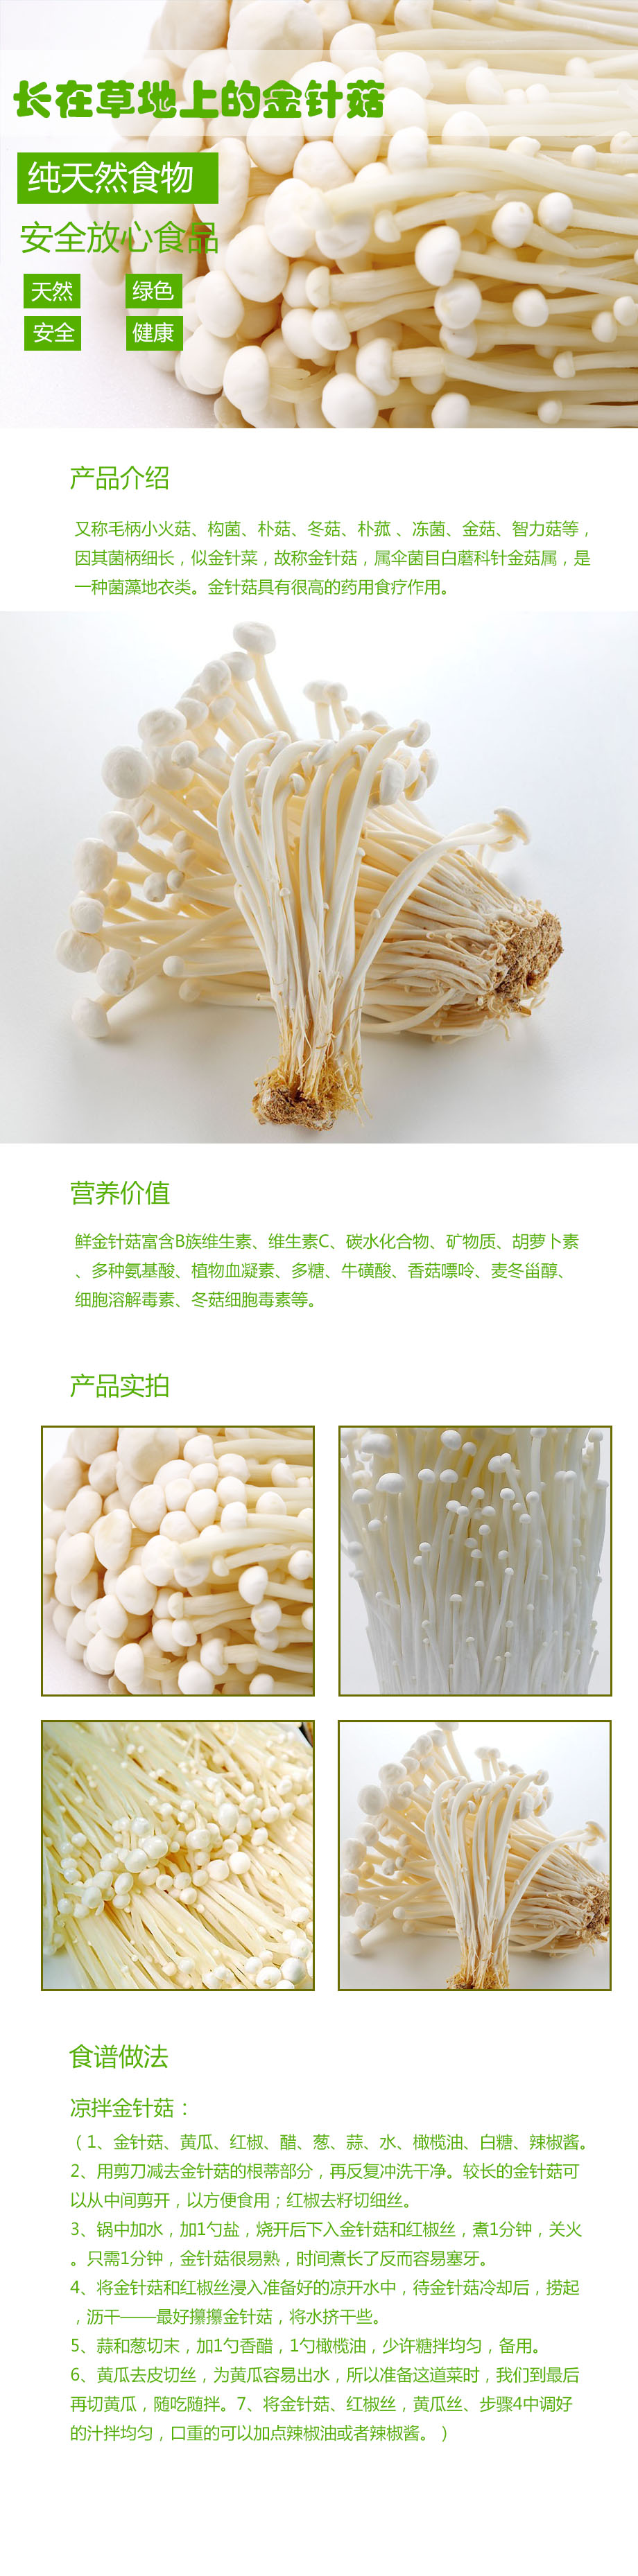 长在草地上的金针菇
纯天然食物
安全放心食品
天然
绿色
安全
健康
产品介绍
又称毛柄小火菇、构菌、朴菇、冬菇、朴菰 、冻菌、金菇、智力菇等，
因其菌柄细长，似金针菜，故称金针菇，属伞菌目白蘑科针金菇属，是
一种菌藻地衣类。金针菇具有很高的药用食疗作用。
营养价值
鲜金针菇富含B族维生素、维生素C、碳水化合物、矿物质、胡萝卜素
、多种氨基酸、植物血凝素、多糖、牛磺酸、香菇嘌呤、麦冬甾醇、
细胞溶解毒素、冬菇细胞毒素等。
产品实拍
食谱做法
凉拌金针菇：
（1、金针菇、黄瓜、红椒、醋、葱、蒜、水、橄榄油、白糖、辣椒酱。
2、用剪刀减去金针菇的根蒂部分，再反复冲洗干净。较长的金针菇可
以从中间剪开，以方便食用；红椒去籽切细丝。
3、锅中加水，加1勺盐，烧开后下入金针菇和红椒丝，煮1分钟，关火
。只需1分钟，金针菇很易熟，时间煮长了反而容易塞牙。
4、将金针菇和红椒丝浸入准备好的凉开水中，待金针菇冷却后，捞起
，沥干——最好攥攥金针菇，将水挤干些。
5、蒜和葱切末，加1勺香醋，1勺橄榄油，少许糖拌均匀，备用。
6、黄瓜去皮切丝，为黄瓜容易出水，所以准备这道菜时，我们到最后
再切黄瓜，随吃随拌。7、将金针菇、红椒丝，黄瓜丝、步骤4中调好
的汁拌均匀，口重的可以加点辣椒油或者辣椒酱。）